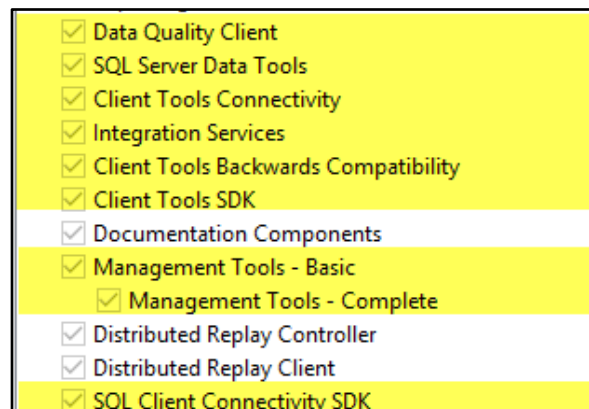 Data Quality Client
SQL Server Data Tools
Client Tools Connectivity
Integration Services
Client Tools Backwards Compatibility
Client Tools SDK
Documentation Components
Management Tools - Basic
Management Tools - Complete
Distributed Replay Controller
Distributed Replay Client
SQL Client Connectivity SDK